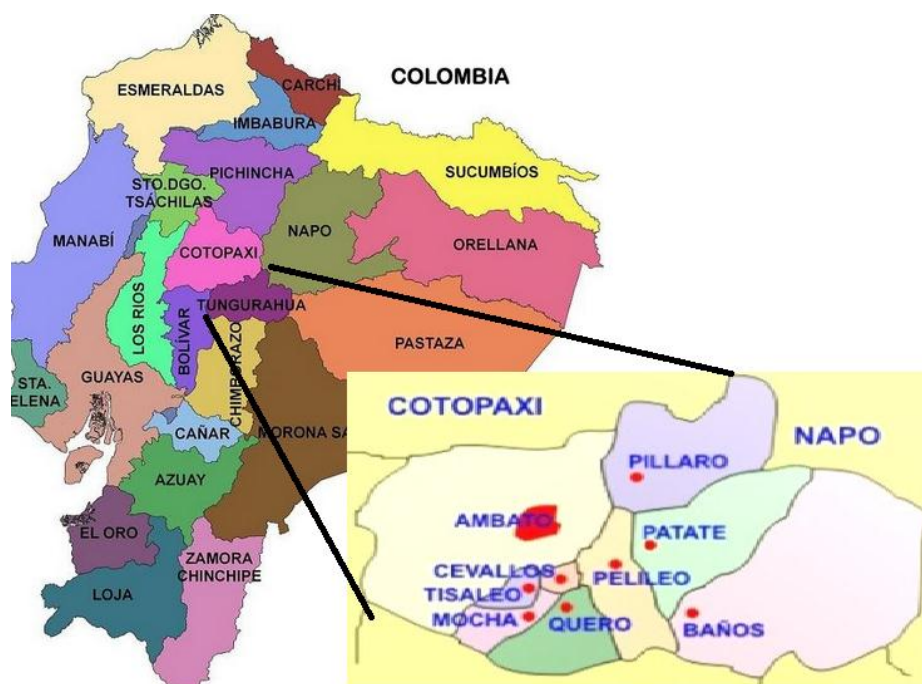 COLOMBIA
CARCHI
ESMERALDAS
IMBABURA
SUCUMBÍOS
PICHINCHA
STO.DGO.
TSÁCHILAS
NAPO
ORELLANA
MANABÍ
COTOPAXI
TUNGURAHUA
LOS RIOS
BOLÍVAR
CHIMBORAZO
PASTAZA
GUAYAS
STA.
ELENA
CAÑAR
MORONA SA
AZUAY
EL ORO
ZAMORA
CHINCHIPE
LOJA
COTOPAXI
NAPO
PILLARO
AMBATO
PATATE
CEVALLOS
PELILEO
TISALEO
MOCHA
QUERO
BAÑOS